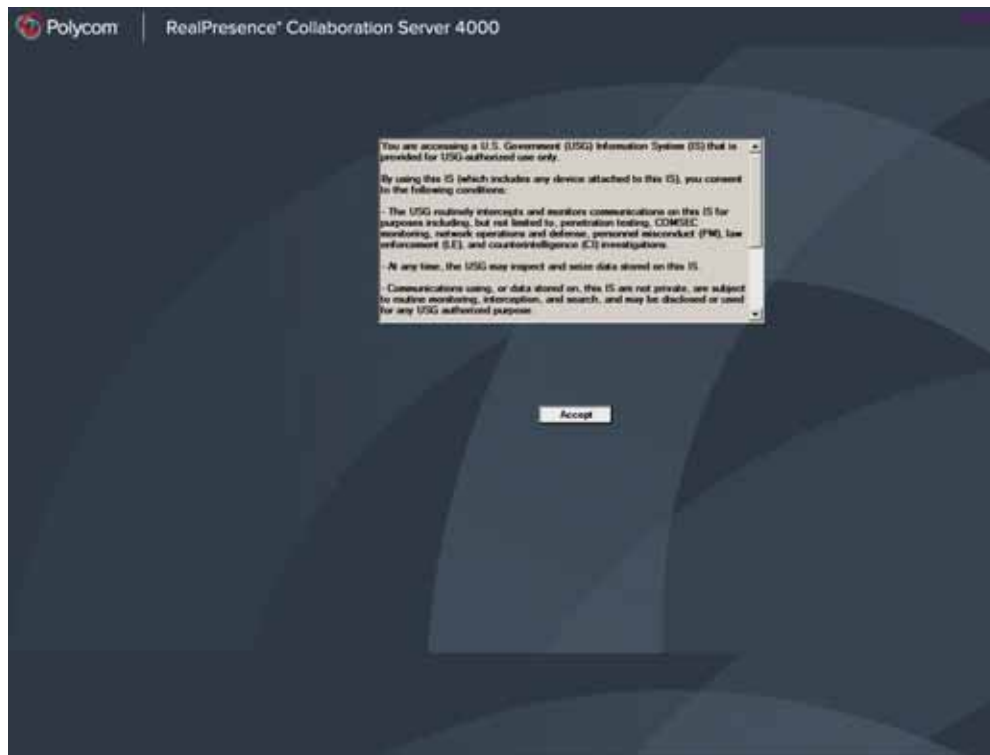 Polycom
RealPresence® Collaboration Server 4000
You are accessing a U.S. Government (USG) Information System (IS) that is
provided for USG-authorized use only.
By using this IS (which includes any device attached to this IS), you consent
to the following conditions:
- The USG routinely intercepts and monitors communications on this IS for
purposes including, but not limited to, penetration testing, COMSEC
monitoring, network operations and defense, personnel misconduct (PM), law
enforcement (LE), and counterintelligence (CI) investigations.
- At any time, the USG may inspect and seize data stored on this IS.
- Communications using, or data stored on, this IS are not private, are subject
to routine monitoring, interception, and search, and may be disclosed or used
for any USG authorized purpose.
Accept